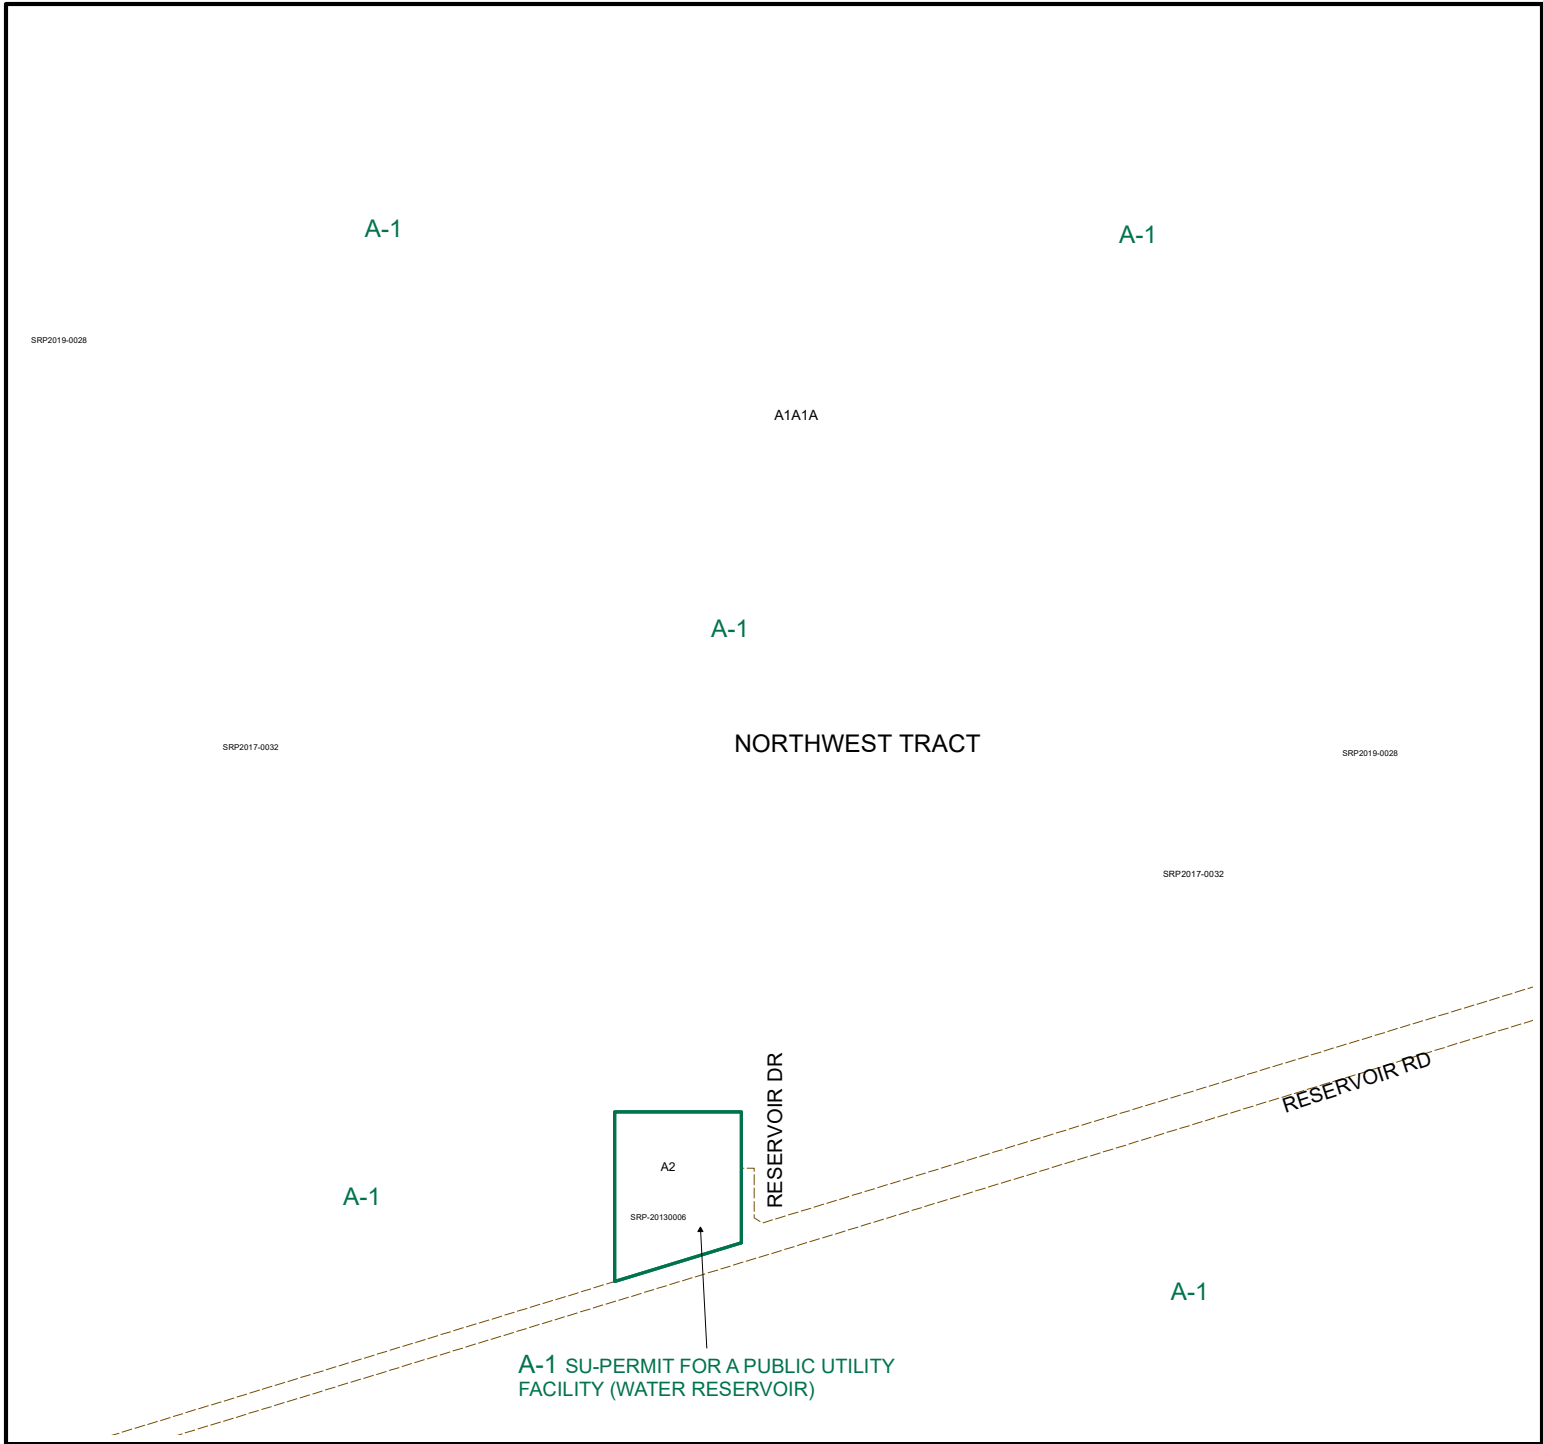 A-1
A-1
SRP2019-0028
A1A1A
A-1
NORTHWEST TRACT
SRP2017-0032
SRP2019-0028
SRP2017-0032
RESERVOIR DR
RESERVOIR RD
A2
A-1
SRP-20130006
A-1
A-1 SU-PERMIT FOR A PUBLIC UTILITY
FACILITY (WATER RESERVOIR)